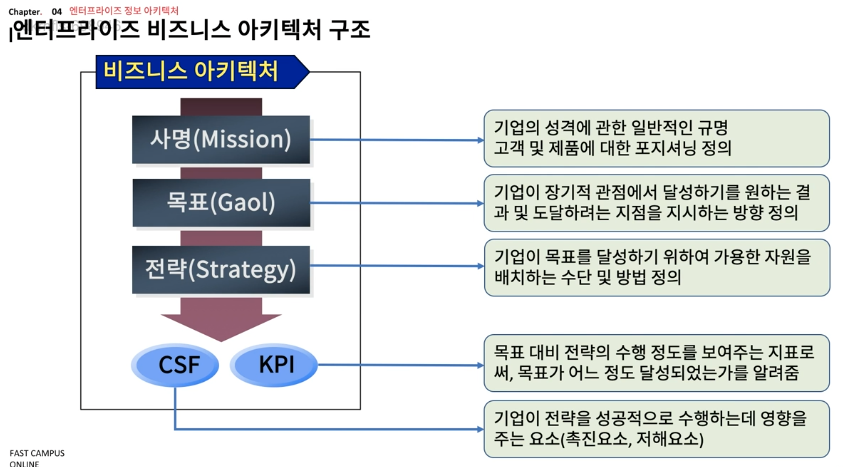 Chapter. 04 엔터프라이즈 정보 아키텍처
엔터프라이즈 비즈니스 아키텍처 구조
비즈니스 아키텍처
사명(Mission)
기업의 성격에 관한 일반적인 규명
고객 및 제품에 대한 포지셔닝 정의
목표(Gaol)
기업이 장기적 관점에서 달성하기를 원하는 결
과 및 도달하려는 지점을 지시하는 방향 정의
전략(Strategy)
기업이 목표를 달성하기 위하여 가용한 자원을
배치하는 수단 및 방법 정의
CSF
KPI
목표 대비 전략의 수행 정도를 보여주는 지표로
써, 목표가 어느 정도 달성되었는가를 알려줌
기업이 전략을 성공적으로 수행하는데 영향을
주는 요소(촉진요소, 저해요소)
FAST CAMPUS
ONLINE